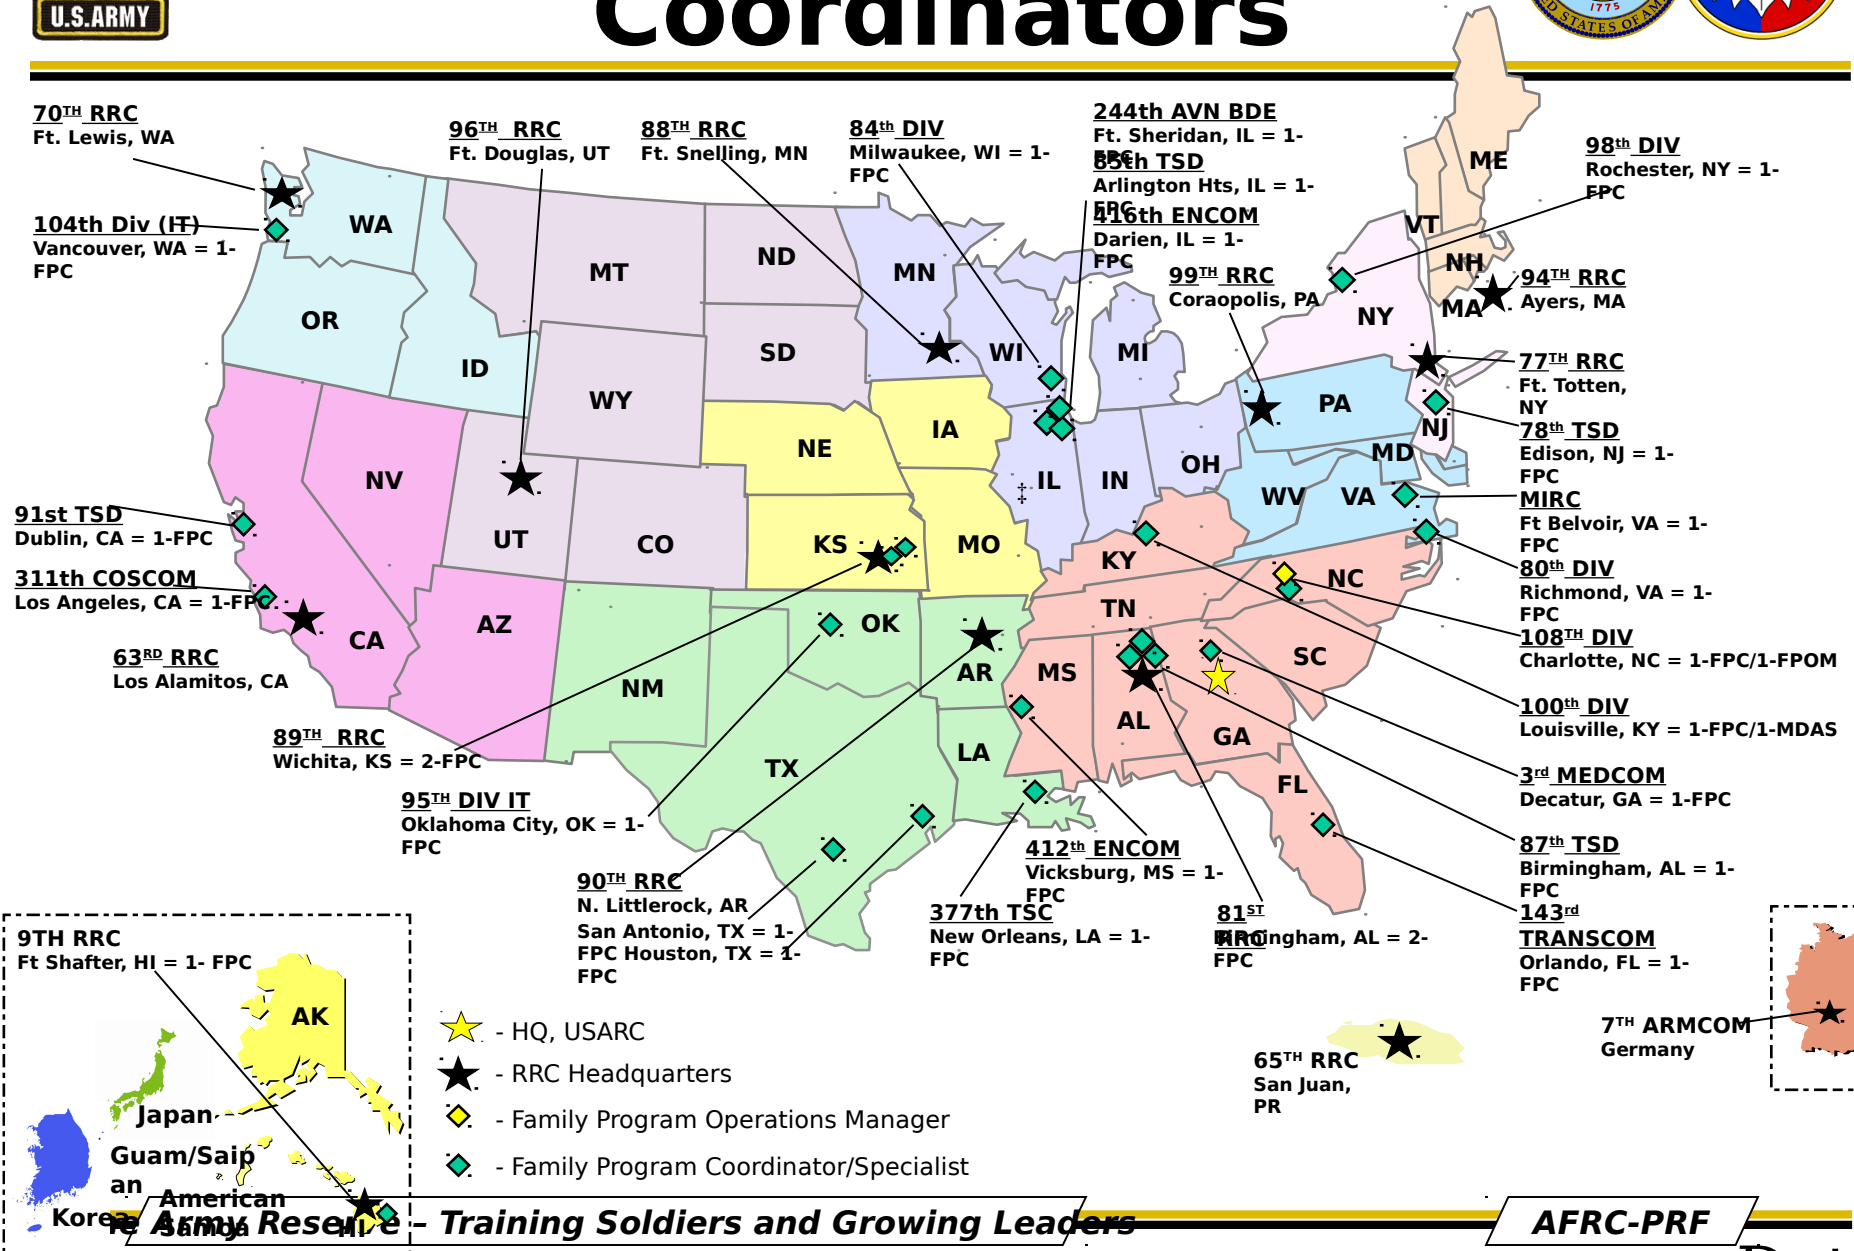 U.S.ARMY
Coordinators
1775
ED STATES OF AM
70TH RRC
Ft. Lewis, WA
104th Div (IT)
Vancouver, WA = 1-
FPC
96TH RRC
Ft. Douglas, UT
88TH RRC
Ft. Snelling, MN
84th DIV
Milwaukee, WI = 1-
FPC
244th AVN BDE
Ft. Sheridan, IL = 1-
FPC
85th TSD
Arlington Hts, IL = 1-
FPC
416th ENCOM
Darien, IL = 1-
FPC
99TH RRC
Coraopolis, PA
98th DIV
Rochester, NY = 1-
FPC
94TH RRC
Ayers, MA
77TH RRC
Ft. Totten,
NY
78th TSD
Edison, NJ = 1-
FPC
MIRC
Ft Belvoir, VA = 1-
FPC
80th DIV
Richmond, VA = 1-
FPC
108TH DIV
Charlotte, NC = 1-FPC/1-FPOM
100th DIV
Louisville, KY = 1-FPC/1-MDAS
3rd MEDCOM
Decatur, GA = 1-FPC
87th TSD
Birmingham, AL = 1-
FPC
143rd
TRANSCOM
Orlando, FL = 1-
FPC
91st TSD
Dublin, CA = 1-FPC
311th COSCOM
Los Angeles, CA = 1-FPC
63RD RRC
Los Alamitos, CA
89TH RRC
Wichita, KS = 2-FPC
95TH DIV IT
Oklahoma City, OK = 1-
FPC
90TH RRC
N. Littlerock, AR
San Antonio, TX = 1-
FPC Houston, TX = 1-
FPC
412th ENCOM
Vicksburg, MS = 1-
FPC
377th TSC
New Orleans, LA = 1-
FPC
81ST
RRC
Birmingham, AL = 2-
FPC
WA
OR
ID
MT
ND
SD
WY
MN
WI
MI
NV
UT
CO
NE
IA
KS
MO
IL
‡
IN
OH
CA
AZ
NM
OK
AR
TX
LA
MS
AL
GA
FL
TN
KY
NC
SC
WV
VA
MD
PA
NJ
NY
VT
NH
MA
ME
9TH RRC
Ft Shafter, HI = 1- FPC
AK
Japan
Guam/Saip
an
American
Samoa
Korea
HI
- HQ, USARC
- RRC Headquarters
- Family Program Operations Manager
- Family Program Coordinator/Specialist
65TH RRC
San Juan,
PR
7TH ARMCOM
Germany
e Army Reserve – Training Soldiers and Growing Leaders
AFRC-PRF